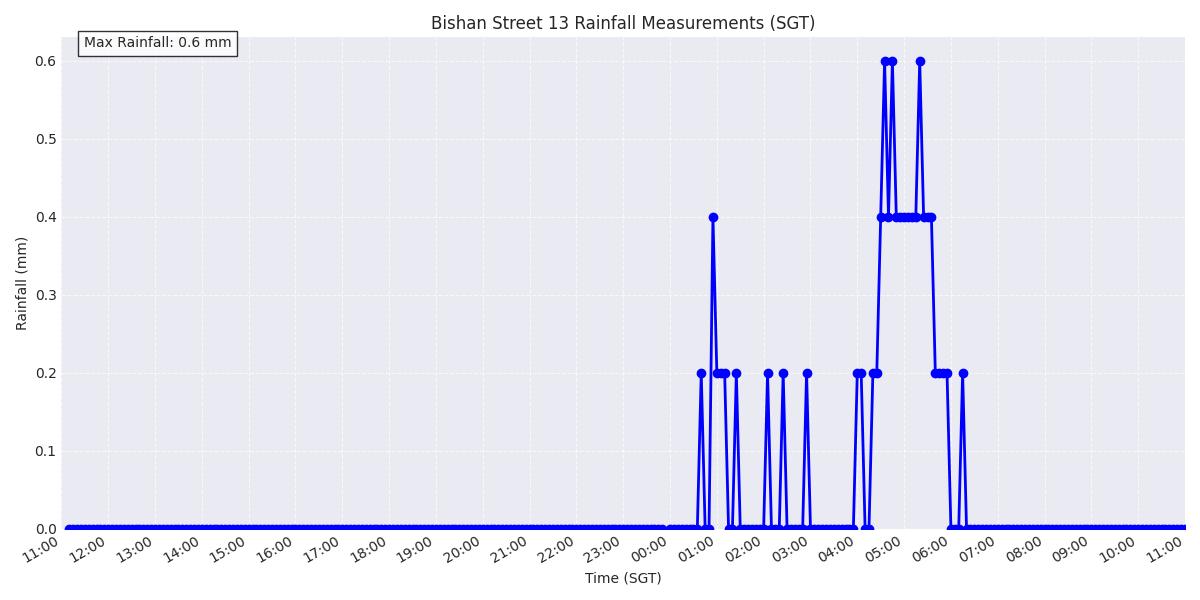 Bishan Street 13 Rainfall Measurements (SGT)
Max Rainfall: 0.6 mm
0.6
0.5
0.4
0.3
0.2
0.1
0.0
Rainfall (mm)
11:00 12:00 13:00 14:00 15:00 16:00 17:00 18:00 19:00 20:00 21:00 22:00 23:00 00:00 01:00 02:00 03:00 04:00 05:00 06:00 07:00 08:00 09:00 10:00 11:00
Time (SGT)